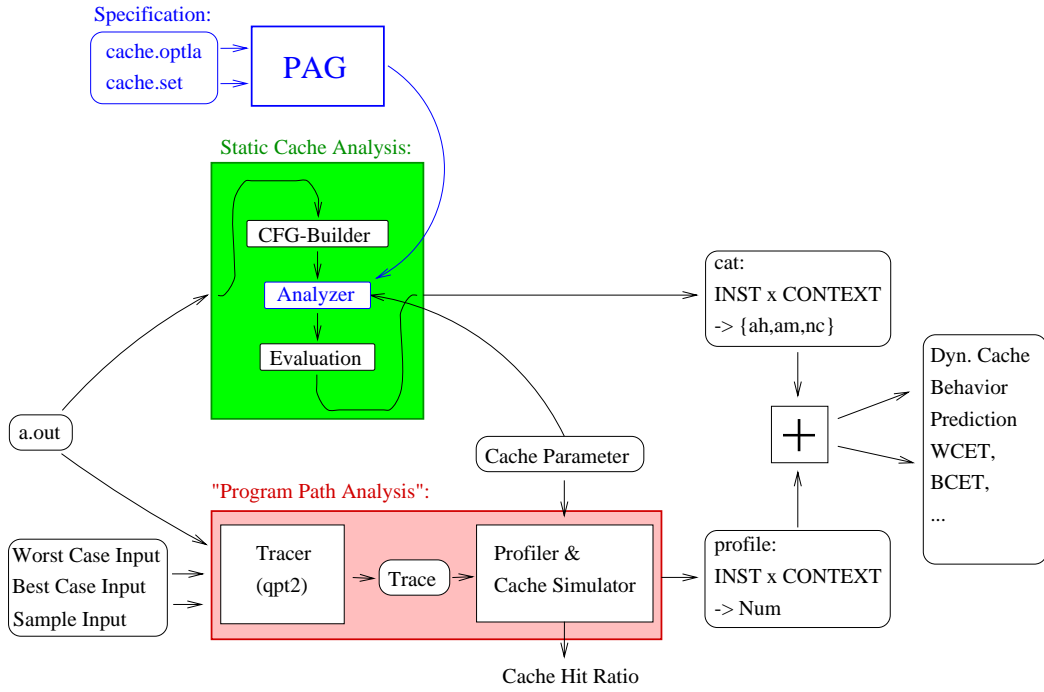 Specification:
cache.optla
cache.set
PAG
Static Cache Analysis:
CFG-Builder
Analyzer
Evaluation
cat:
INST x CONTEXT
-> {ah,am,nc}
Dyn. Cache
Behavior
Prediction
WCET,
BCET,
...
+
a.out
Cache Parameter
"Program Path Analysis":
Worst Case Input
Best Case Input
Sample Input
Tracer
(qpt2)
Trace
Profiler &
Cache Simulator
profile:
INST x CONTEXT
-> Num
Cache Hit Ratio